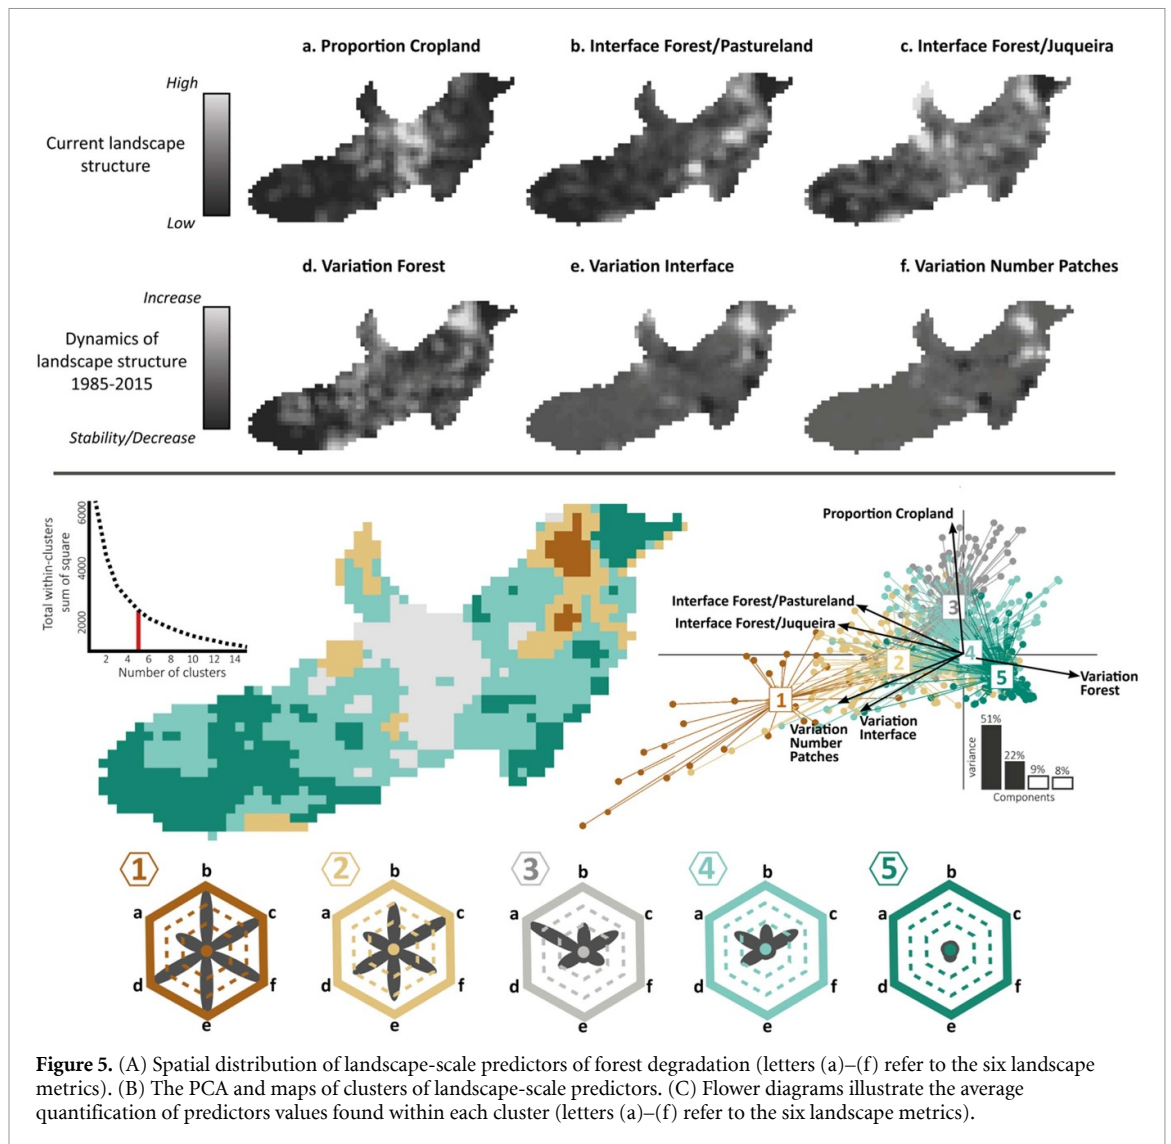 a. Proportion Cropland
b. Interface Forest/Pastureland
c. Interface Forest/Juqueira
High
Current landscape
structure
Low
d. Variation Forest
e. Variation Interface
f. Variation Number Patches
Increase
Dynamics of
landscape structure
1985-2015
Stability/Decrease
Total within-clusters
sum of square
6000
4000
2000
2 4 6 8 10 12 14
Number of clusters
Proportion Cropland
Interface Forest/Pastureland
Interface Forest/Juqueira
3
4
2
5
1
Variation
Forest
Variation
Interface
Variation
Number
Patches
51%
22%
9%
8%
variance
Components
1
b
a
c
d
f
e
2
b
a
c
d
f
e
3
b
a
c
d
f
e
4
b
a
c
d
f
e
5
b
a
c
d
f
e
Figure 5. (A) Spatial distribution of landscape-scale predictors of forest degradation (letters (a)–(f) refer to the six landscape
metrics). (B) The PCA and maps of clusters of landscape-scale predictors. (C) Flower diagrams illustrate the average
quantification of predictors values found within each cluster (letters (a)–(f) refer to the six landscape metrics).